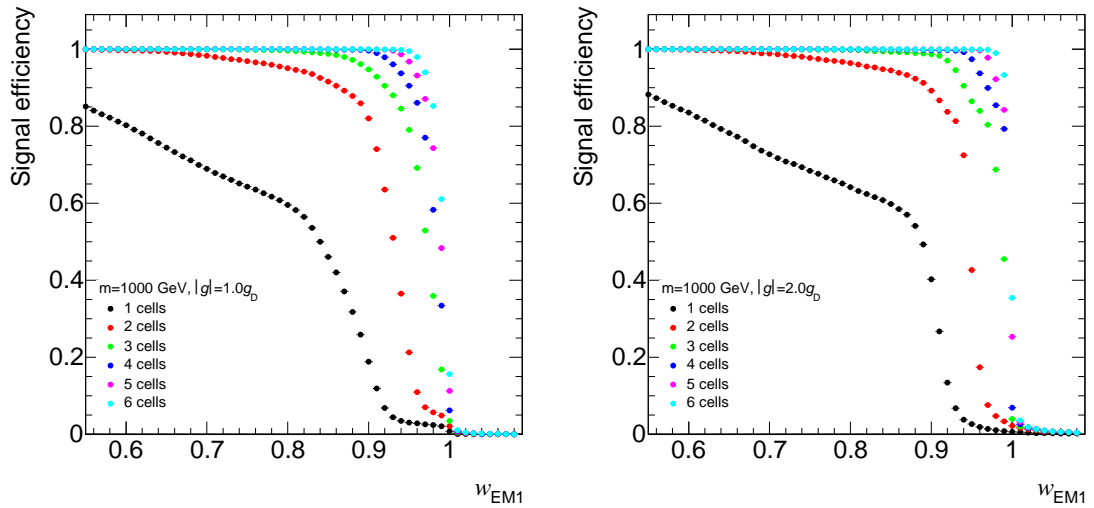 Signal efficiency
1
0.8
0.6
0.4
0.2
0
m=1000 GeV, |g|=1.0g_D
1 cells
2 cells
3 cells
4 cells
5 cells
6 cells
0.6 0.7 0.8 0.9 1
w_EM1
Signal efficiency
1
0.8
0.6
0.4
0.2
0
m=1000 GeV, |g|=2.0g_D
1 cells
2 cells
3 cells
4 cells
5 cells
6 cells
0.6 0.7 0.8 0.9 1
w_EM1